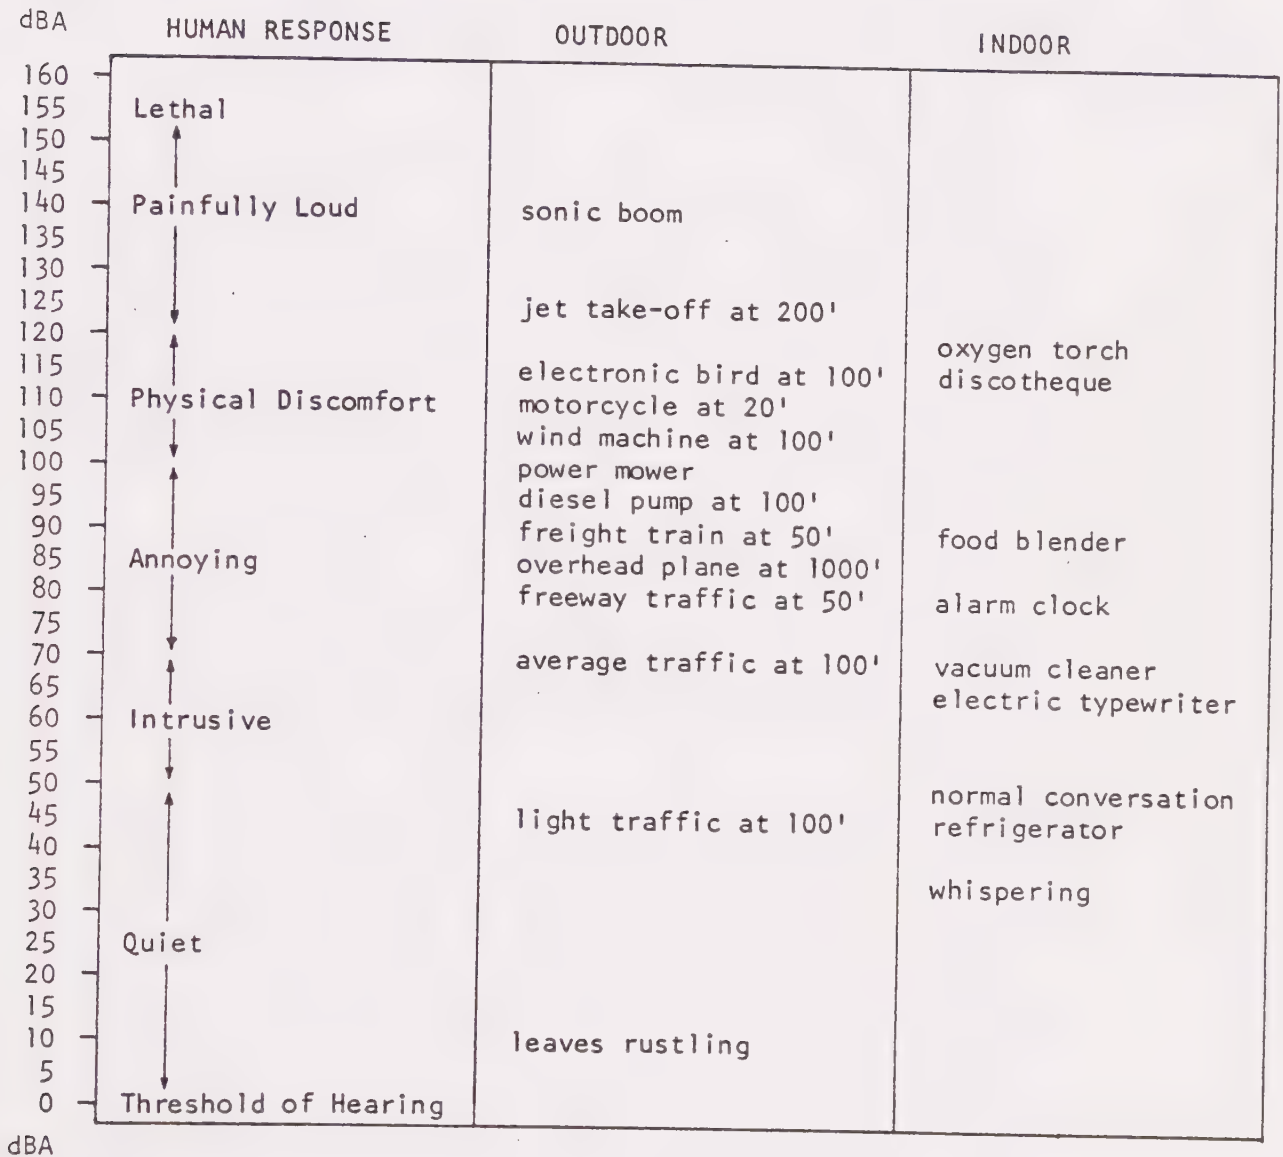 dBA HUMAN RESPONSE OUTDOOR INDOOR
160
155 Lethal
150
145
140 Painfully Loud sonic boom
135
130
125 jet take-off at 200'
120 oxygen torch
115 electronic bird at 100' discotheque
110 Physical Discomfort motorcycle at 20'
105 wind machine at 100'
100 power mower
95 diesel pump at 100'
90 freight train at 50' food blender
85 Annoying overhead plane at 1000'
80 freeway traffic at 50' alarm clock
75
70 average traffic at 100' vacuum cleaner
65 electric typewriter
60 Intrusive
55
50 normal conversation
45 light traffic at 100' refrigerator
40
35 whispering
30
25 Quiet
20
15
10 leaves rustling
5
0 Threshold of Hearing
dBA